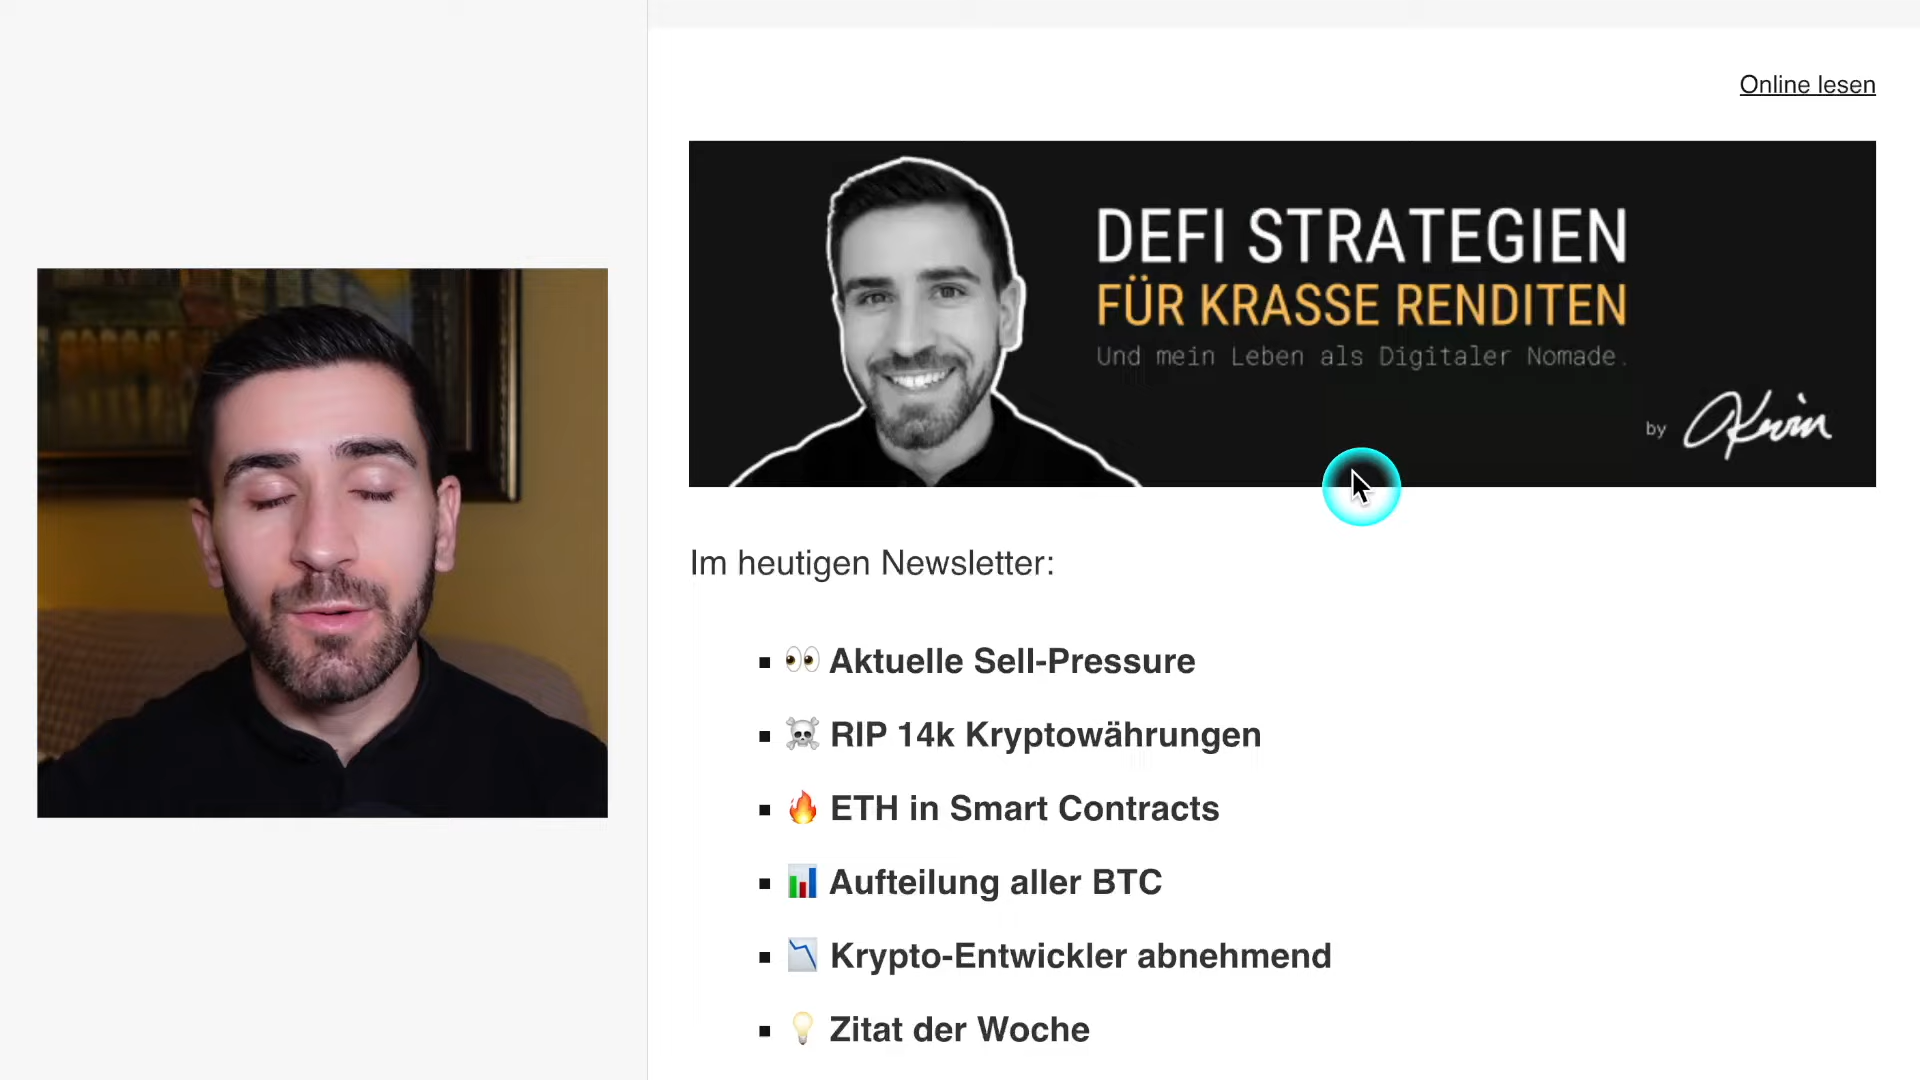 Online lesen
DEFI STRATEGIEN
FÜR KRASSE RENDITEN
Und mein Leben als Digitaler Nomade.
by Kevin
Im heutigen Newsletter:
👀 Aktuelle Sell-Pressure
☠️ RIP 14k Kryptowährungen
🔥 ETH in Smart Contracts
📊 Aufteilung aller BTC
📉 Krypto-Entwickler abnehmend
💡 Zitat der Woche